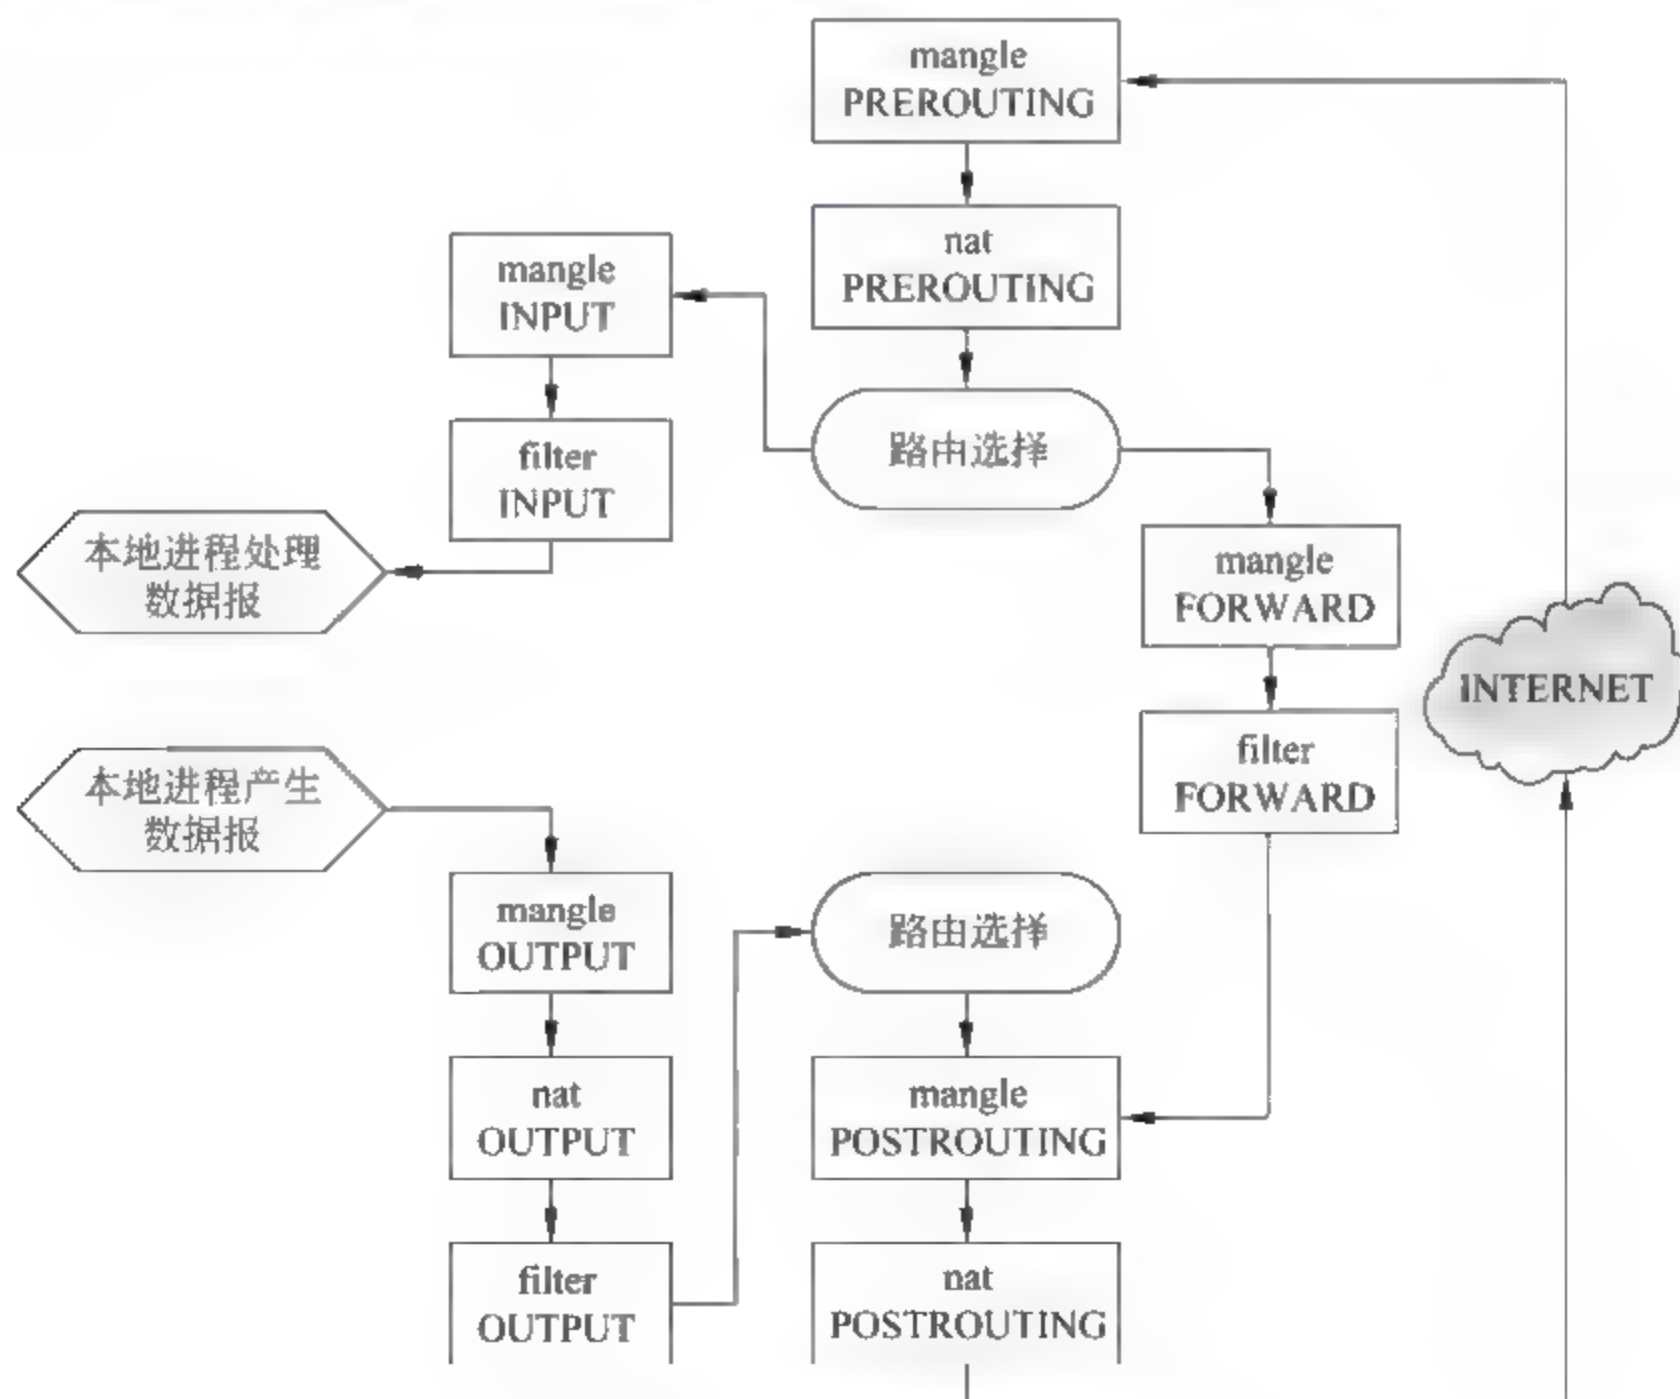 mangle
PREROUTING
nat
PREROUTING
mangle
INPUT
路由选择
filter
INPUT
本地进程处理
数据报
mangle
FORWARD
INTERNET
filter
FORWARD
本地进程产生
数据报
mangle
OUTPUT
路由选择
nat
OUTPUT
mangle
POSTROUTING
filter
OUTPUT
nat
POSTROUTING